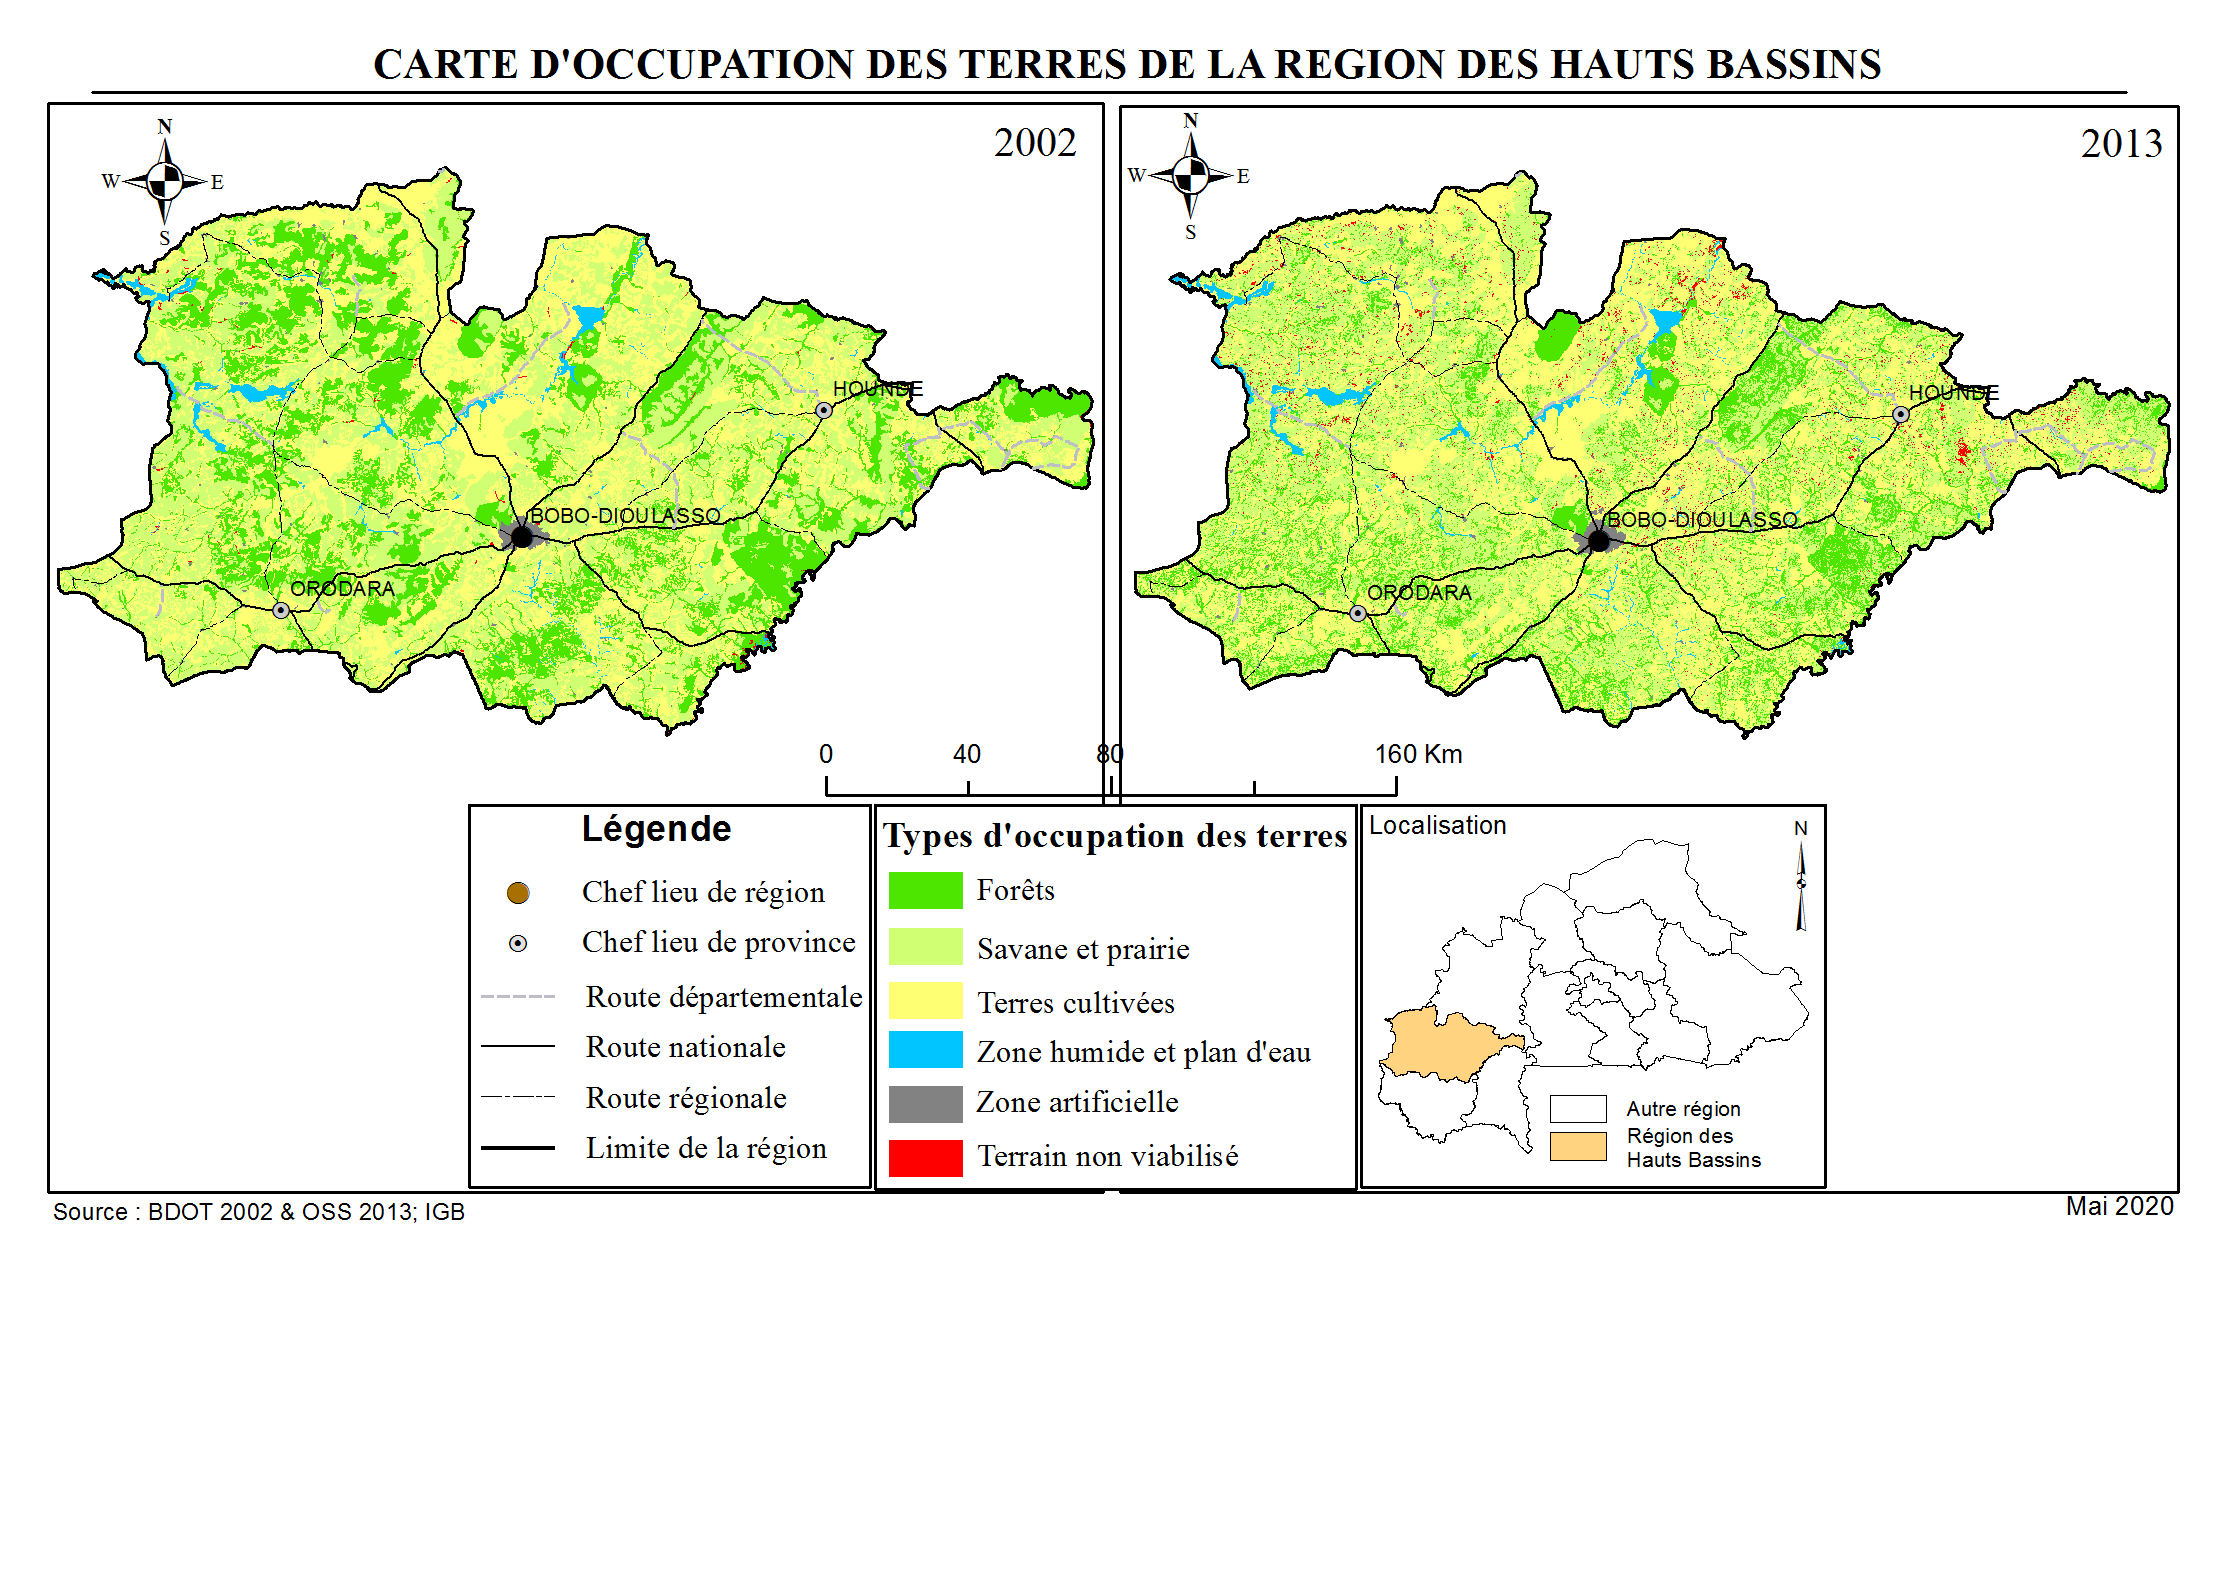 CARTE D'OCCUPATION DES TERRES DE LA REGION DES HAUTS BASSINS
2002
N
W
E
S
HOUNDE
BOBO-DIOULASSO
ORODARA
2013
N
W
E
S
HOUNDE
BOBO-DIOULASSO
ORODARA
0 40 80 160 Km
Légende
Chef lieu de région
Chef lieu de province
Route départementale
Route nationale
Route régionale
Limite de la région
Types d'occupation des terres
Forêts
Savane et prairie
Terres cultivées
Zone humide et plan d'eau
Zone artificielle
Terrain non viabilisé
Localisation
N
Autre région
Région des
Hauts Bassins
Source : BDOT 2002 & OSS 2013; IGB
Mai 2020